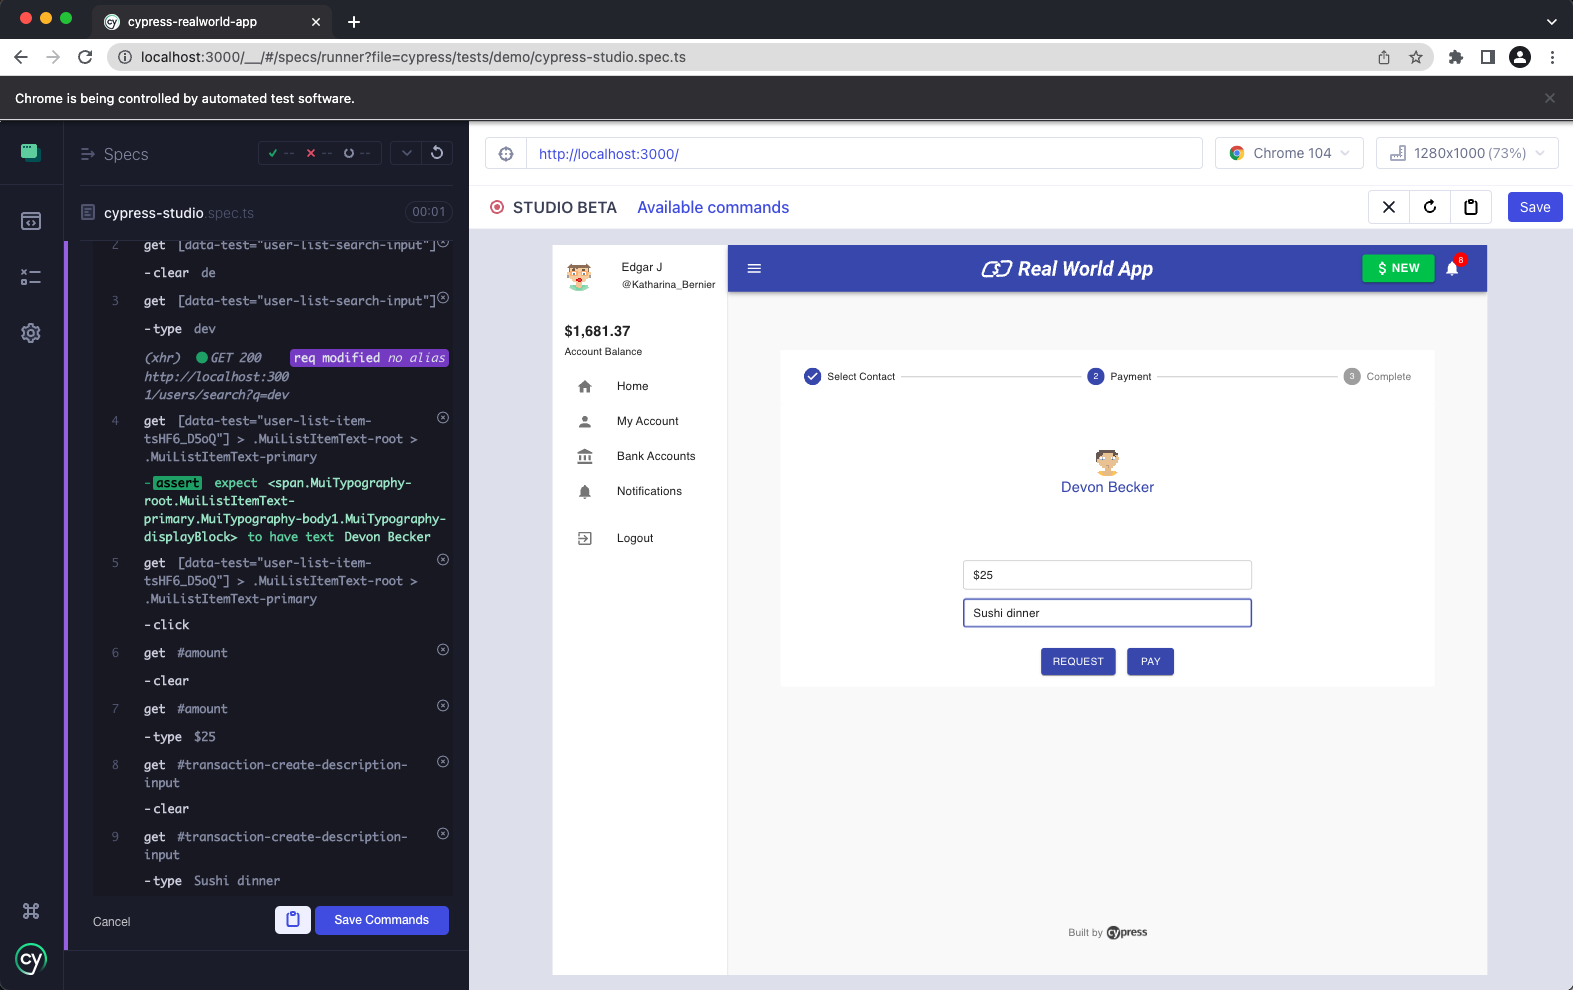 cypress-realworld-app
localhost:3000/__/#/specs/runner?file=cypress/tests/demo/cypress-studio.spec.ts
Chrome is being controlled by automated test software.
Specs
-- -- --
cypress-studio.spec.ts 00:01
2 get [data-test="user-list-search-input"]
-clear de
3 get [data-test="user-list-search-input"]
-type dev
(xhr) GET 200 req modified no alias
http://localhost:300
1/users/search?q=dev
4 get [data-test="user-list-item-
tsHF6_D5oQ"] > .MuiListItemText-root >
.MuiListItemText-primary
-assert expect <span.MuiTypography-
root.MuiListItemText-
primary.MuiTypography-body1.MuiTypography-
displayBlock> to have text Devon Becker
5 get [data-test="user-list-item-
tsHF6_D5oQ"] > .MuiListItemText-root >
.MuiListItemText-primary
-click
6 get #amount
-clear
7 get #amount
-type $25
8 get #transaction-create-description-
input
-clear
9 get #transaction-create-description-
input
-type Sushi dinner
Cancel
Save Commands
cy
http://localhost:3000/
Chrome 104
1280x1000 (73%)
STUDIO BETA Available commands
Save
Edgar J
@Katharina_Bernier
$1,681.37
Account Balance
Home
My Account
Bank Accounts
Notifications
Logout
Real World App
$ NEW
8
Select Contact
2 Payment
3 Complete
Devon Becker
$25
Sushi dinner
REQUEST
PAY
Built by cypress